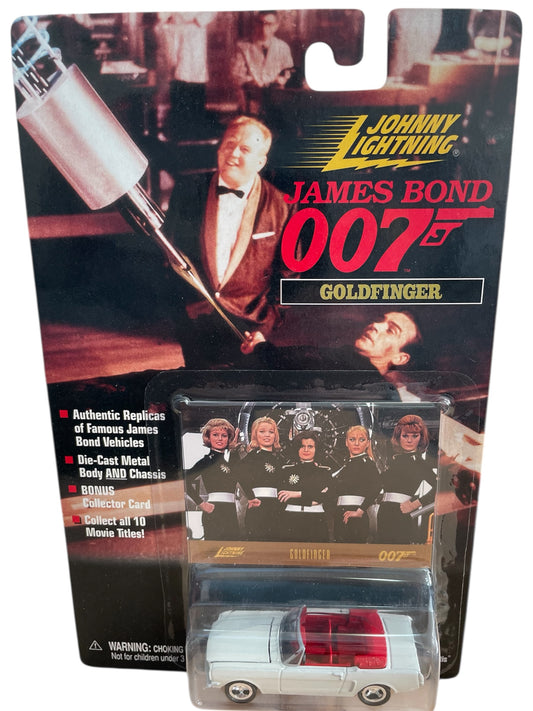 JOHNNY
LIGHTNING®
JAMES BOND
007™
GOLDFINGER
Authentic Replicas
of Famous James
Bond Vehicles
Die-Cast Metal
Body AND Chassis
BONUS
Collector Card
Collect all 10
Movie Titles!
JOHNNY
LIGHTNING
GOLDFINGER
007
WARNING: CHOKING
Not for children under 3